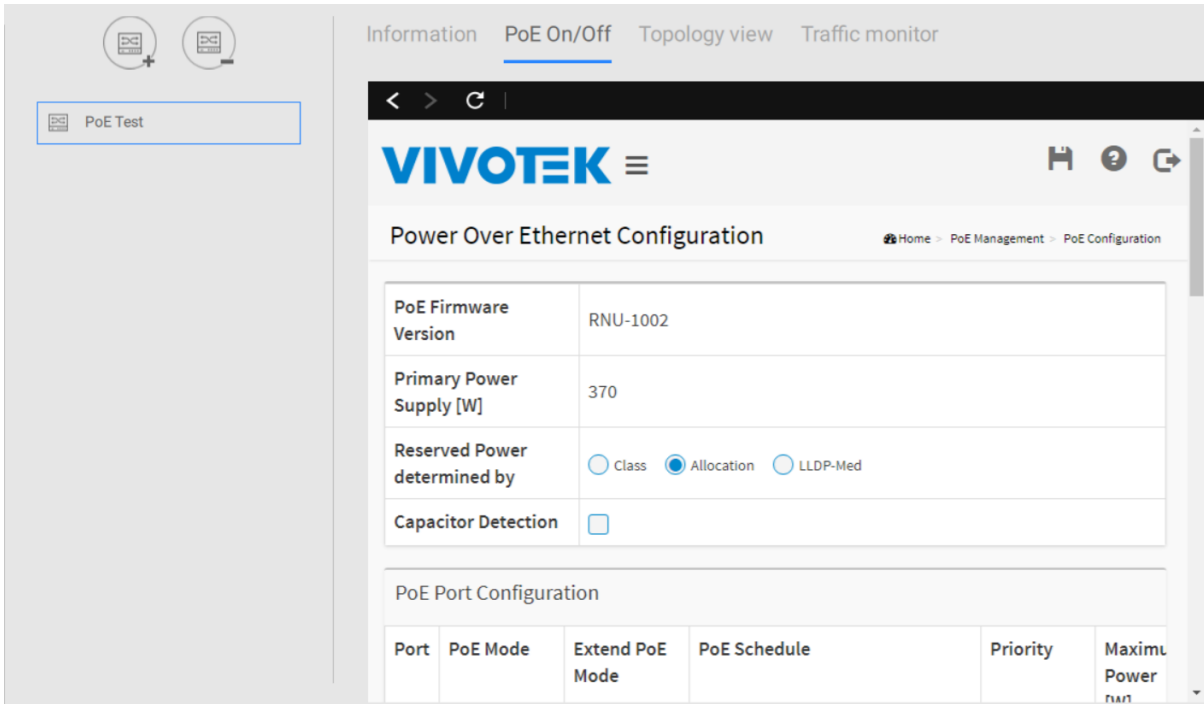 Information PoE On/Off Topology view Traffic monitor
PoE Test
VIVOTEK
Power Over Ethernet Configuration
Home > PoE Management > PoE Configuration
PoE Firmware
Version
RNU-1002
Primary Power
Supply [W]
370
Reserved Power
determined by
Class Allocation LLDP-Med
Capacitor Detection
PoE Port Configuration
Port PoE Mode Extend PoE
Mode PoE Schedule Priority Maximu
Power
[W]